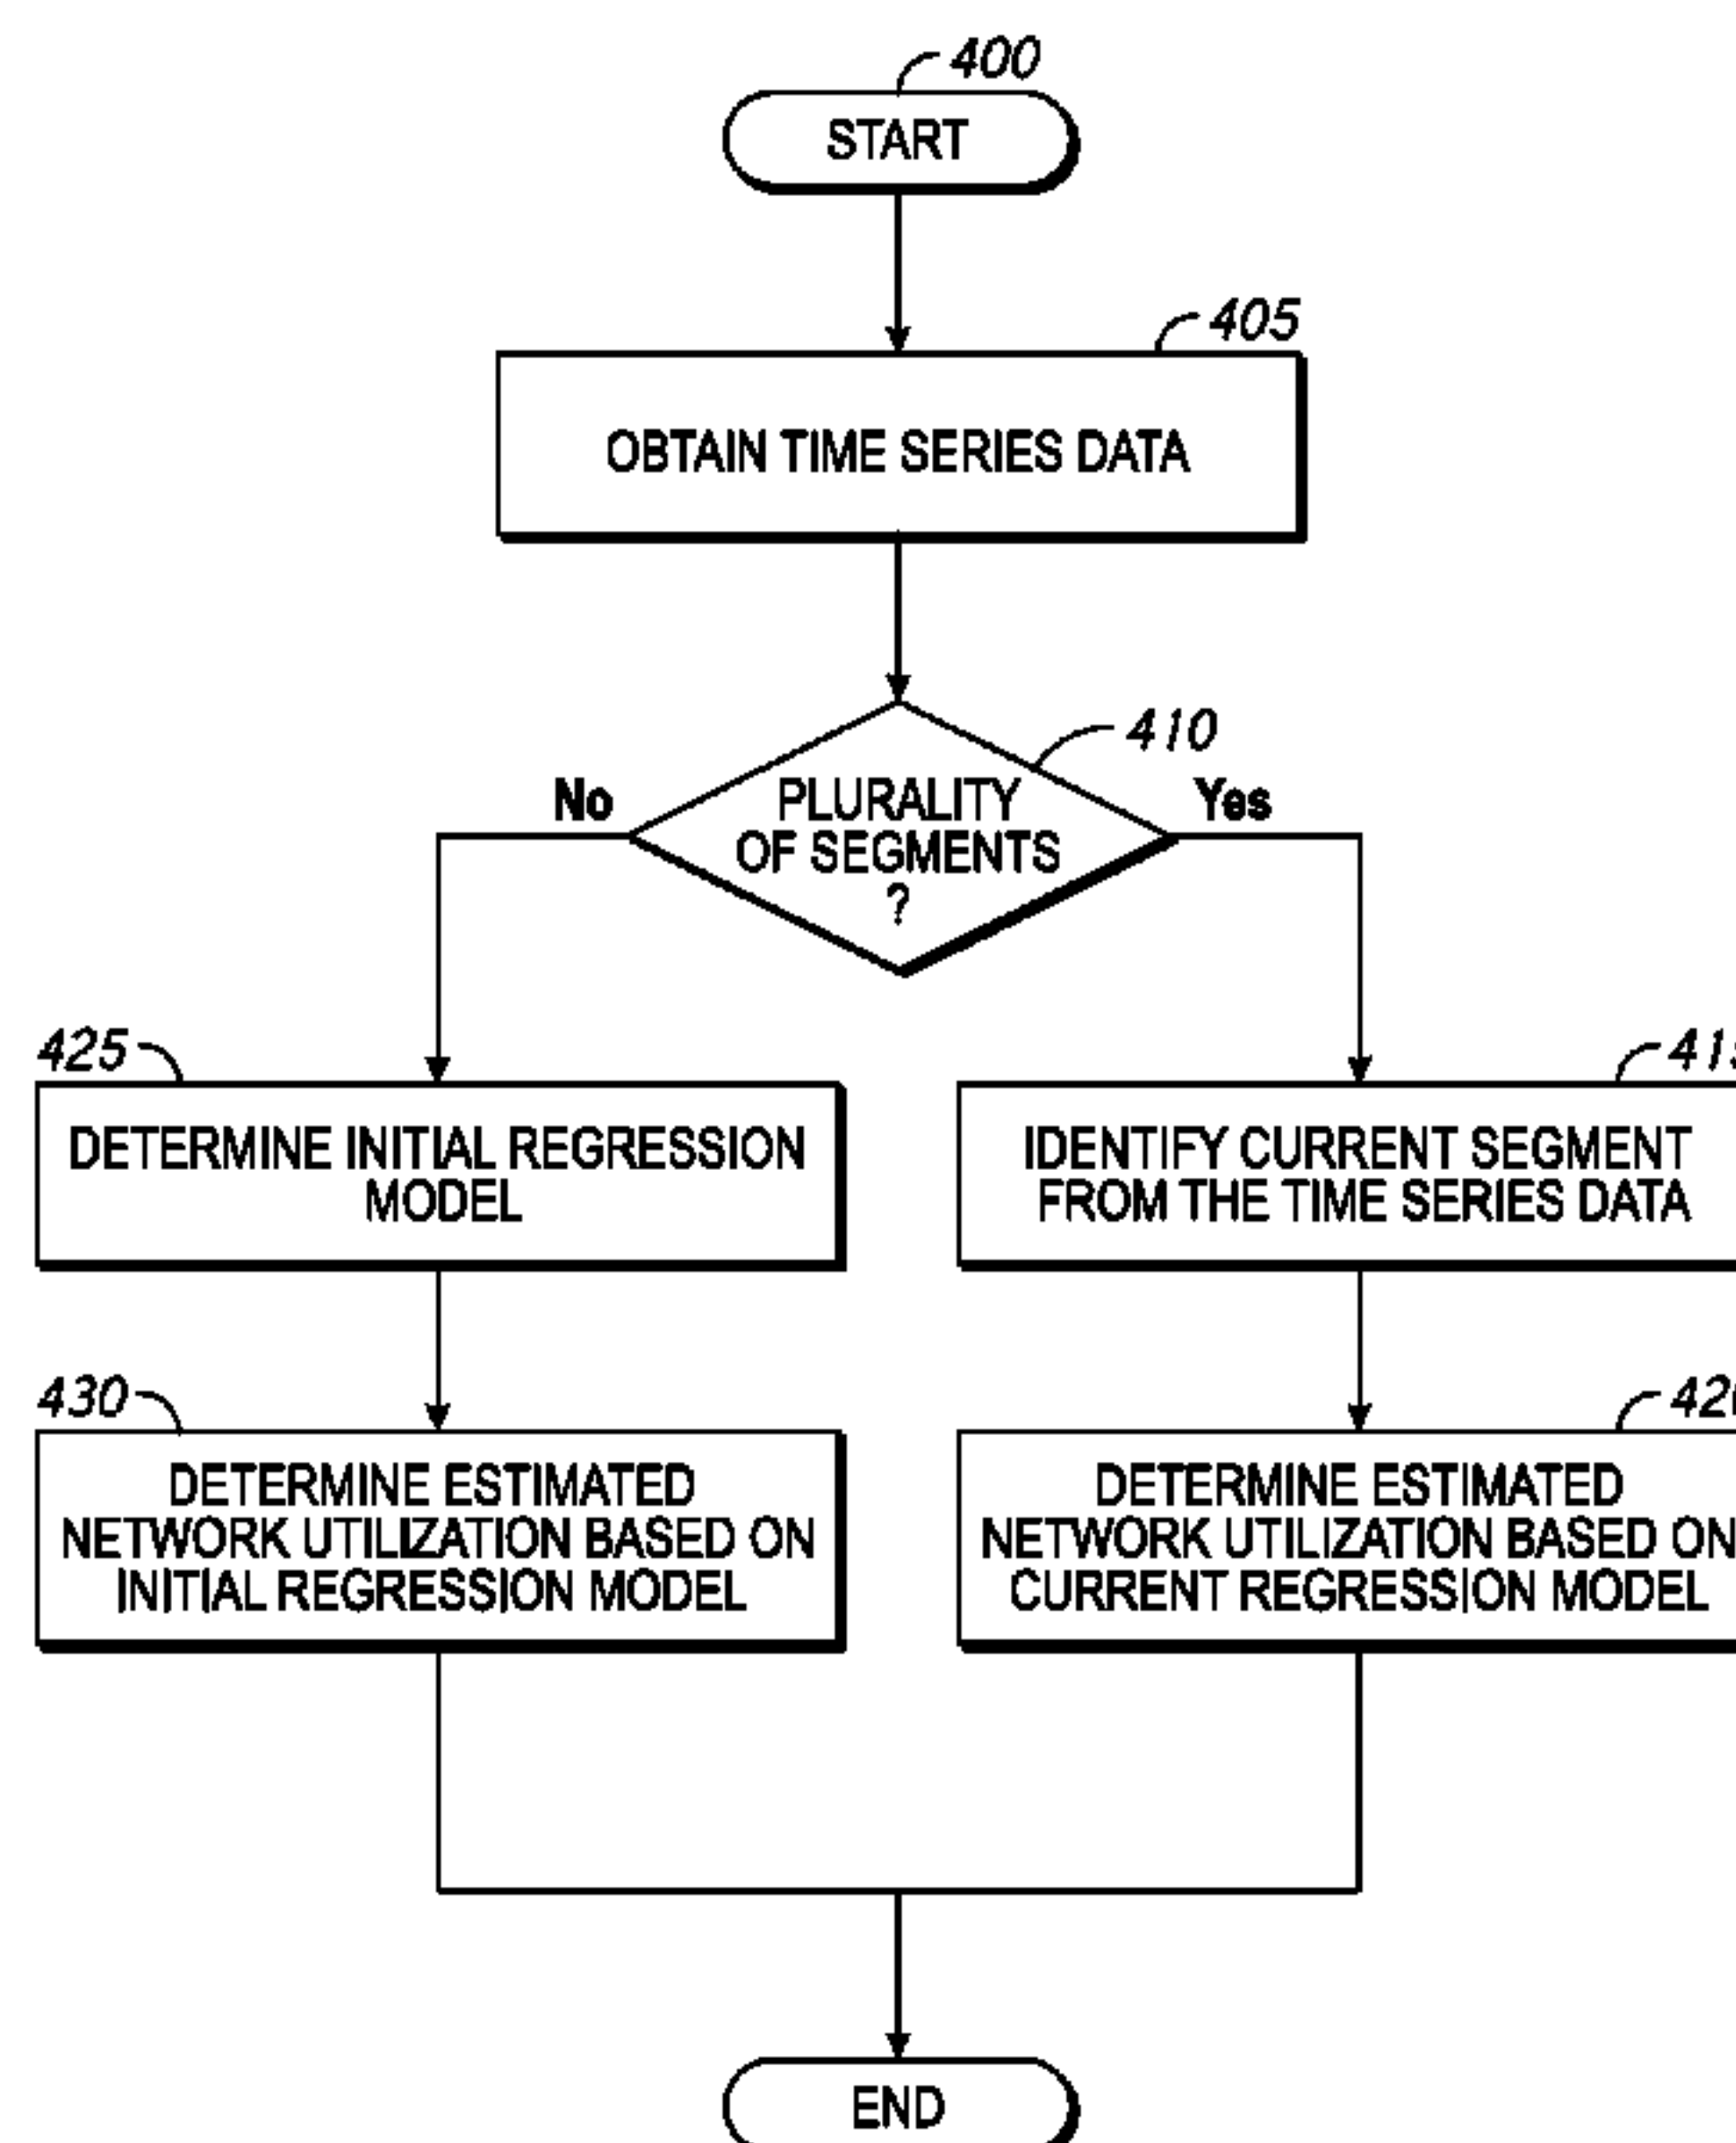 400
START
405
OBTAIN TIME SERIES DATA
410
No
PLURALITY
OF SEGMENTS
?
Yes
425
DETERMINE INITIAL REGRESSION
MODEL
IDENTIFY CURRENT SEGMENT
FROM THE TIME SERIES DATA
430
DETERMINE ESTIMATED
NETWORK UTILIZATION BASED ON
INITIAL REGRESSION MODEL
DETERMINE ESTIMATED
NETWORK UTILIZATION BASED ON
CURRENT REGRESSION MODEL
END